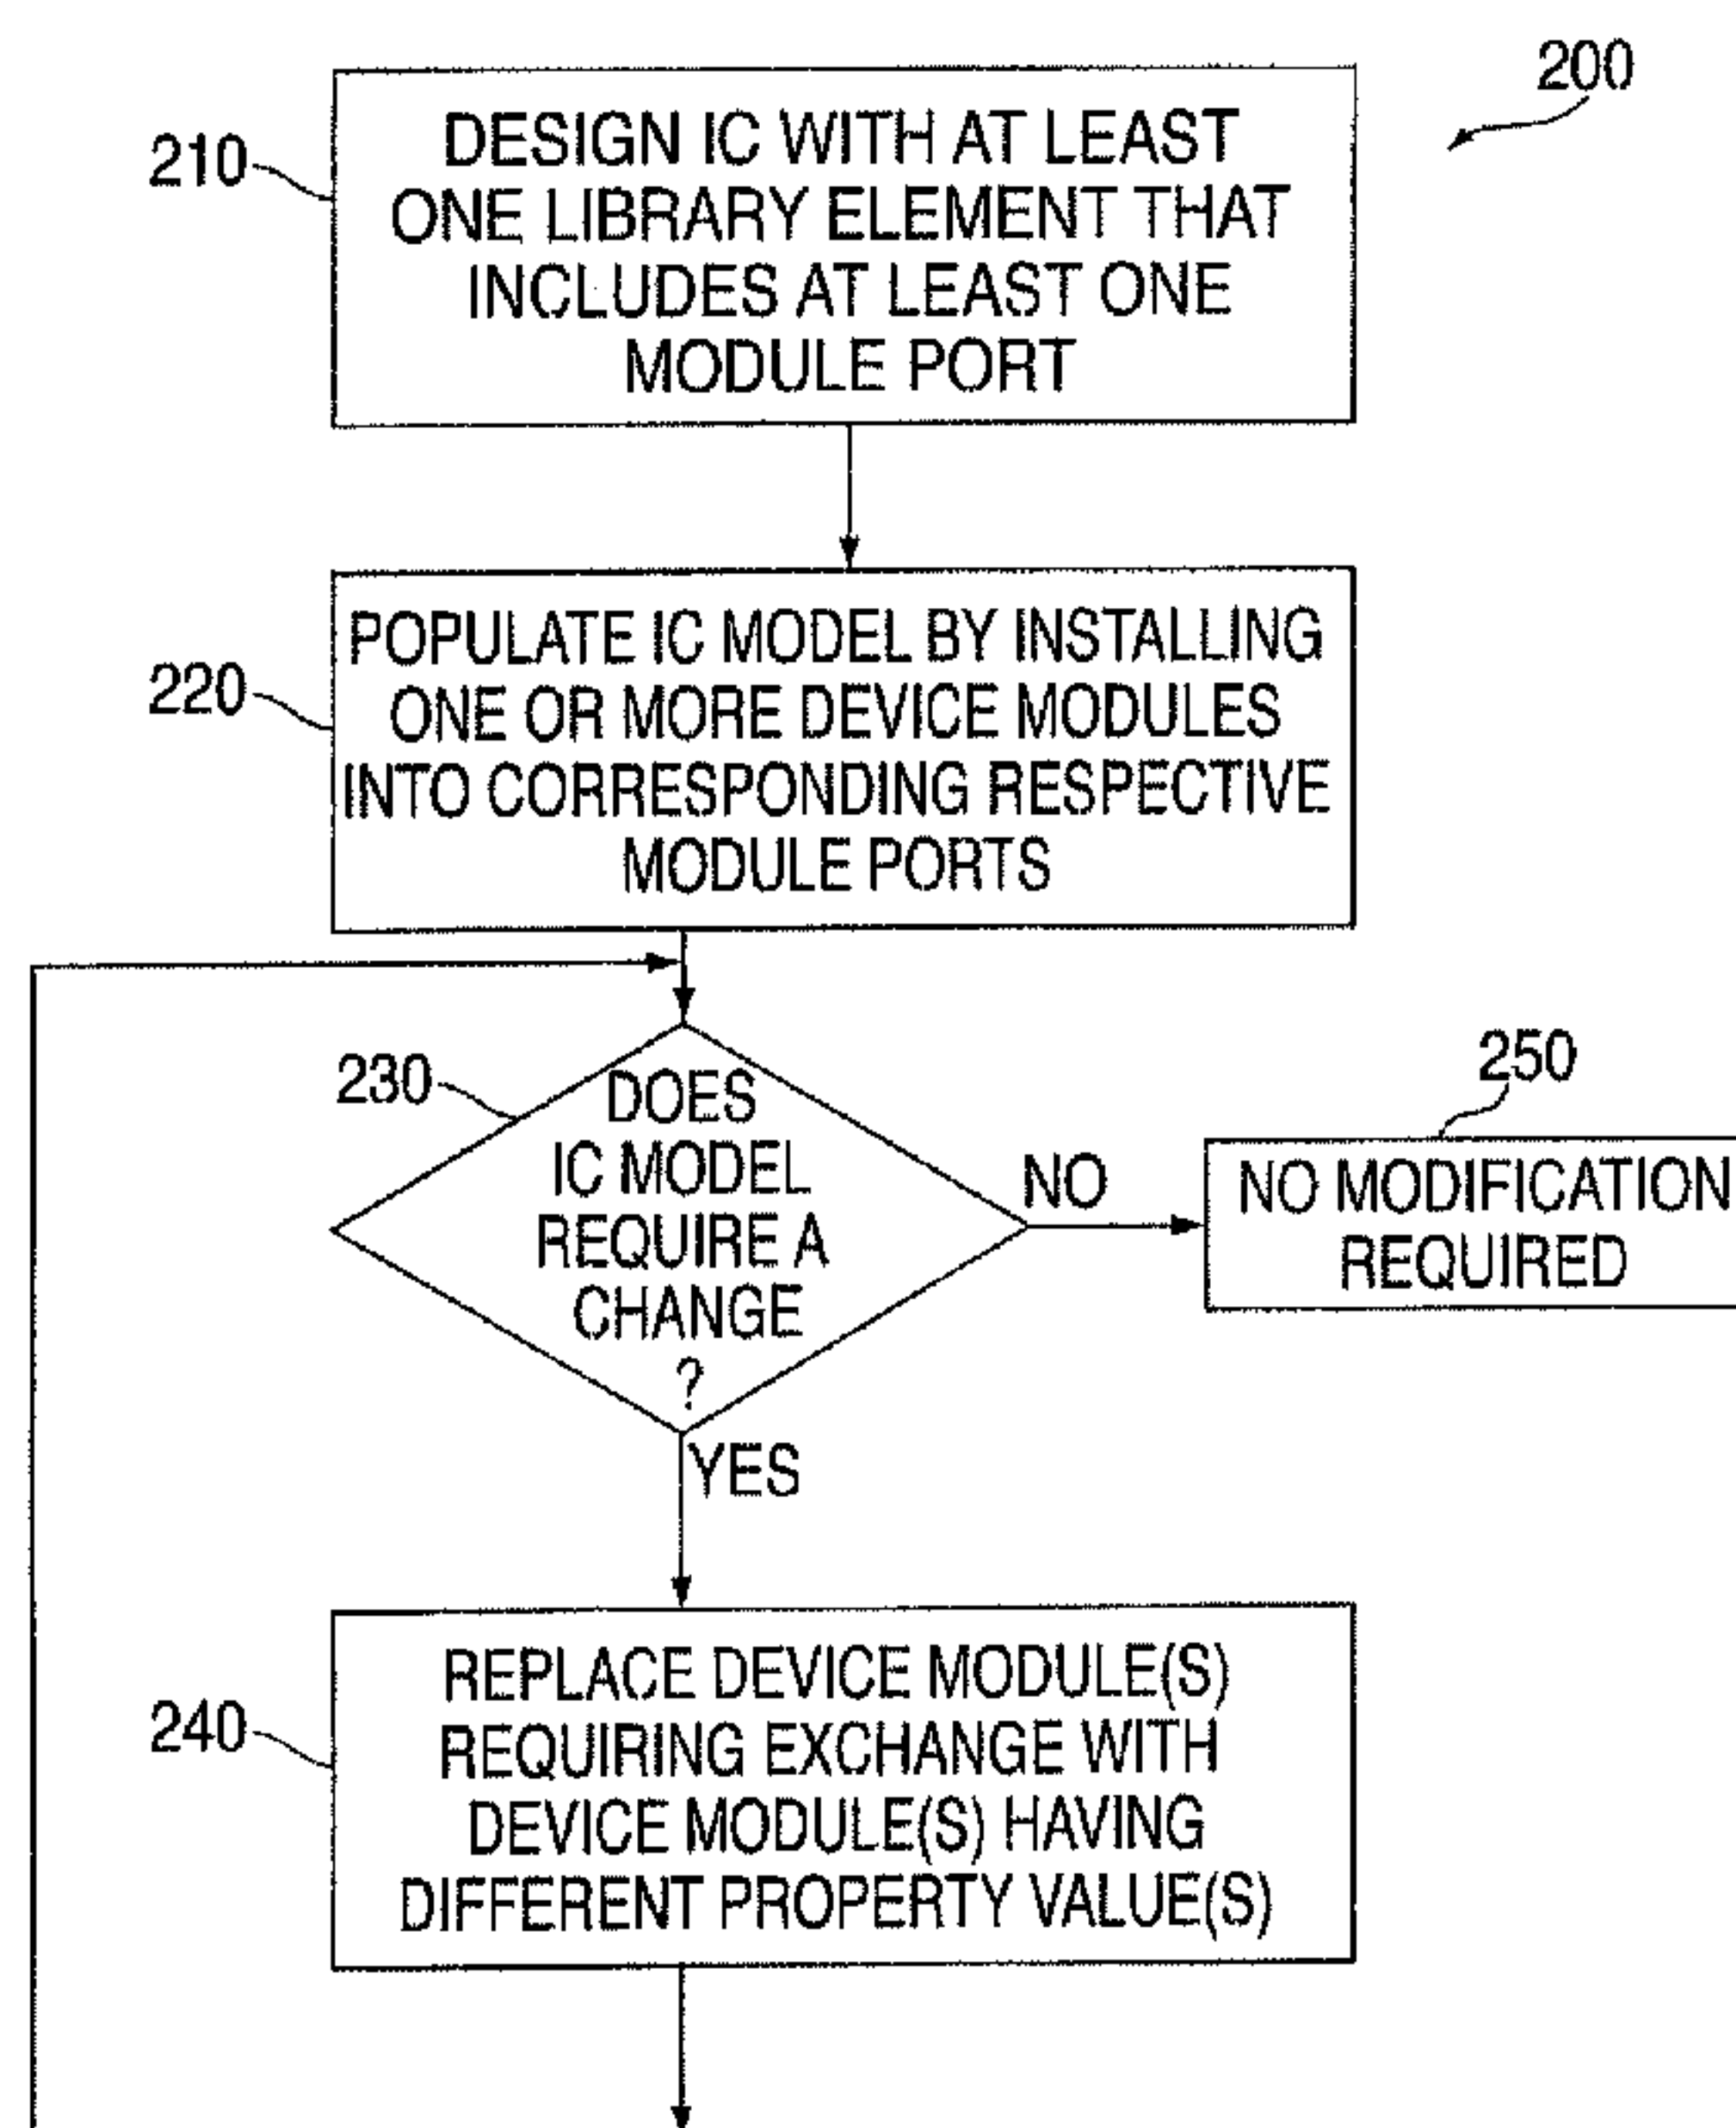 200
210
DESIGN IC WITH AT LEAST
ONE LIBRARY ELEMENT THAT
INCLUDES AT LEAST ONE
MODULE PORT
220
POPULATE IC MODEL BY INSTALLING
ONE OR MORE DEVICE MODULES
INTO CORRESPONDING RESPECTIVE
MODULE PORTS
230
DOES
IC MODEL
REQUIRE A
CHANGE
?
NO
250
NO MODIFICATION
REQUIRED
YES
240
REPLACE DEVICE MODULE(S)
REQUIRING EXCHANGE WITH
DEVICE MODULE(S) HAVING
DIFFERENT PROPERTY VALUE(S)